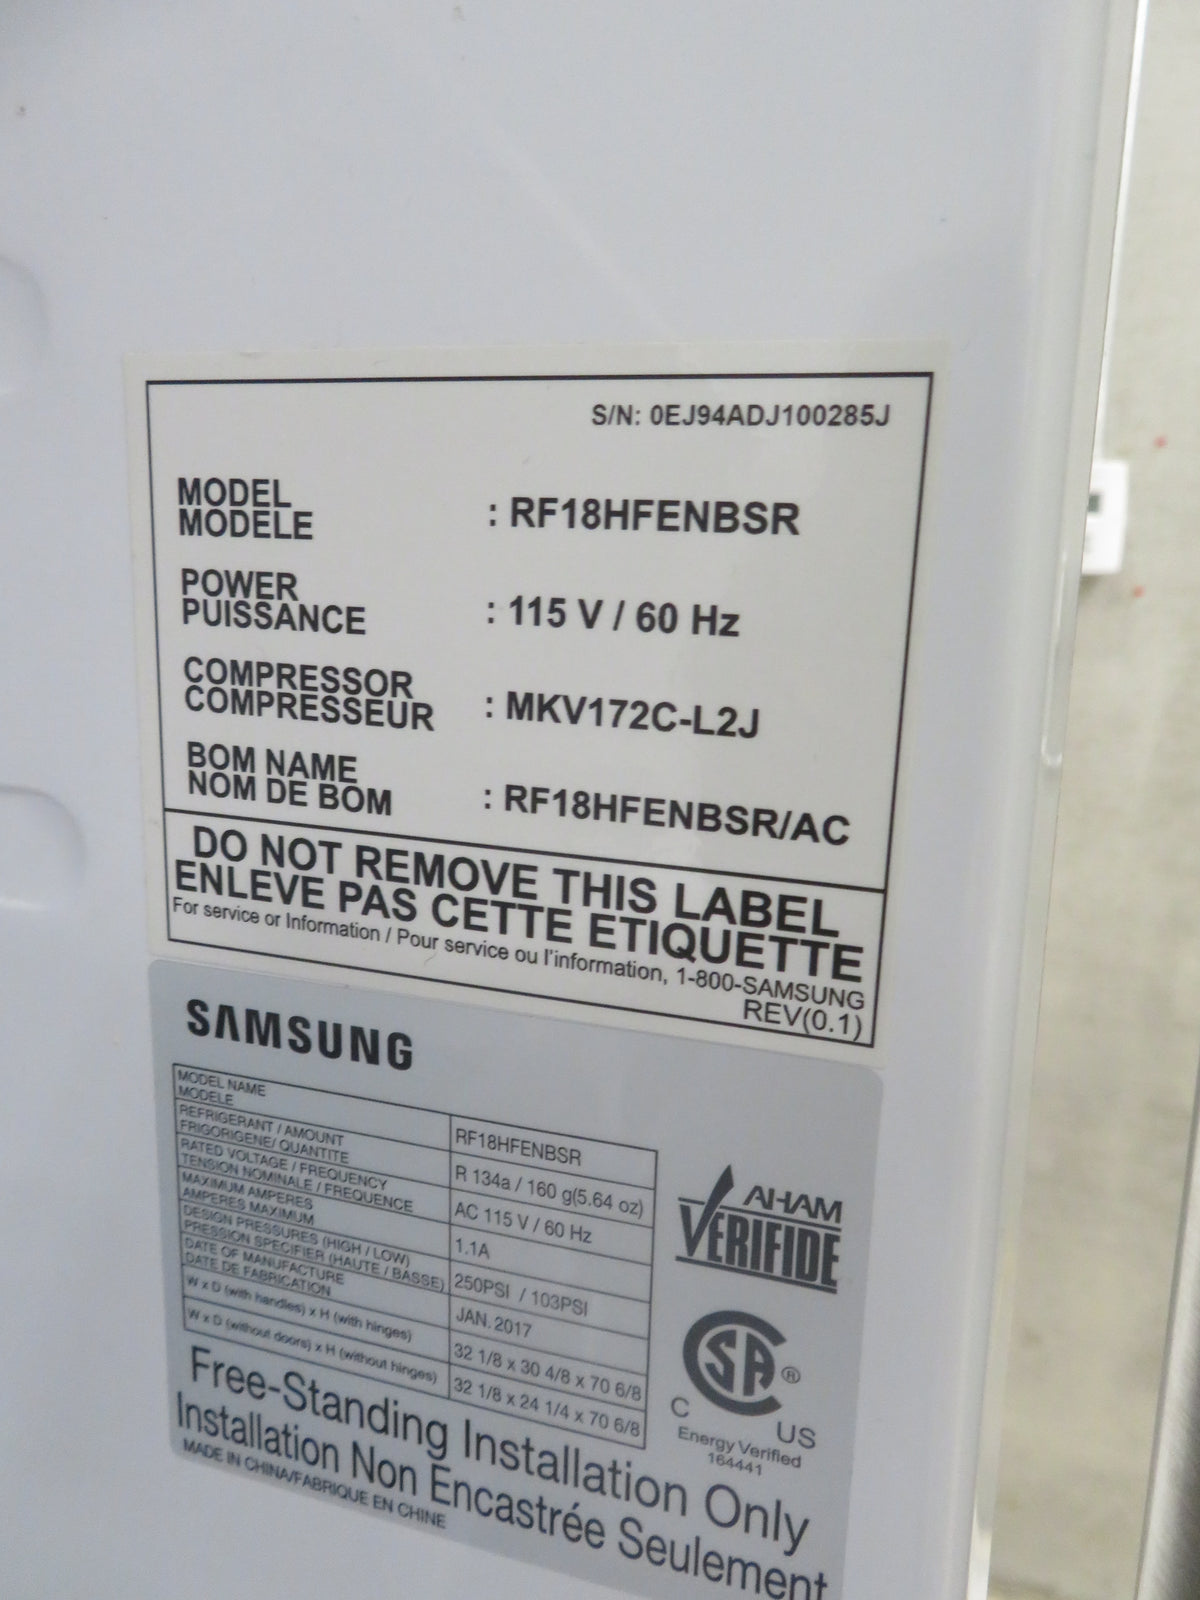 S/N: 0EJ94ADJ100285J
MODEL
MODELE : RF18HFENBSR
POWER
PUISSANCE : 115 V / 60 Hz
COMPRESSOR
COMPRESSEUR : MKV172C-L2J
BOM NAME
NOM DE BOM : RF18HFENBSR/AC
DO NOT REMOVE THIS LABEL
ENLEVE PAS CETTE ETIQUETTE
For service or Information / Pour service ou l'information, 1-800-SAMSUNG
REV(0.1)
SAMSUNG
MODEL NAME
MODELE
RF18HFENBSR
REFRIGERANT / AMOUNT
FRIGORIGENE/ QUANTITE
R 134a / 160 g(5.64 oz)
RATED VOLTAGE / FREQUENCY
TENSION NOMINALE / FREQUENCE
AC 115 V / 60 Hz
MAXIMUM AMPERES
AMPERES MAXIMUM
1.1A
DESIGN PRESSURES (HIGH / LOW)
PRESSION SPECIFIER (HAUTE / BASSE)
250PSI / 103PSI
DATE OF MANUFACTURE
DATE DE FABRICATION
JAN. 2017
W x D (with handles) x H (with hinges)
32 1/8 x 30 4/8 x 70 6/8
W x D (without doors) x H (without hinges)
32 1/8 x 24 1/4 x 70 6/8
AHAM
VERIFIDE
SA ®
C US
Energy Verified
164441
Free-Standing Installation Only
Installation Non Encastrée Seulement
MADE IN CHINA/FABRIQUE EN CHINE